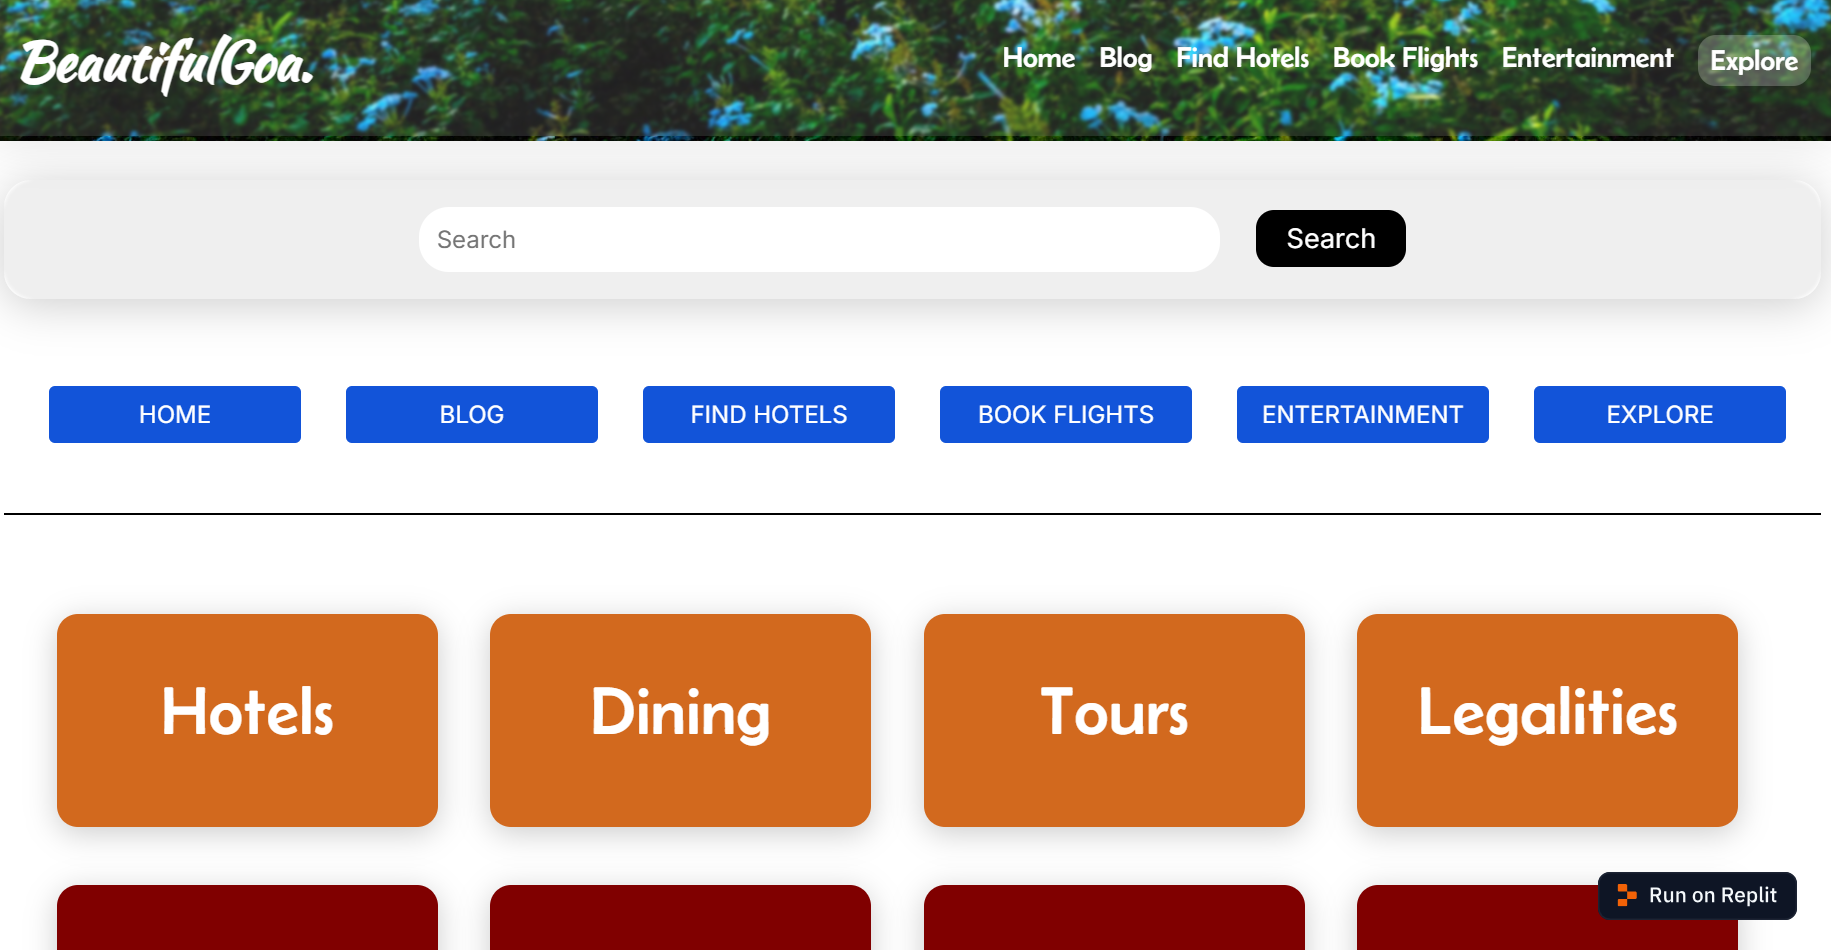 BeautifulGoa.
Home Blog Find Hotels Book Flights Entertainment Explore
Search Search
HOME BLOG FIND HOTELS BOOK FLIGHTS ENTERTAINMENT EXPLORE
Hotels Dining Tours Legalities
Run on Replit